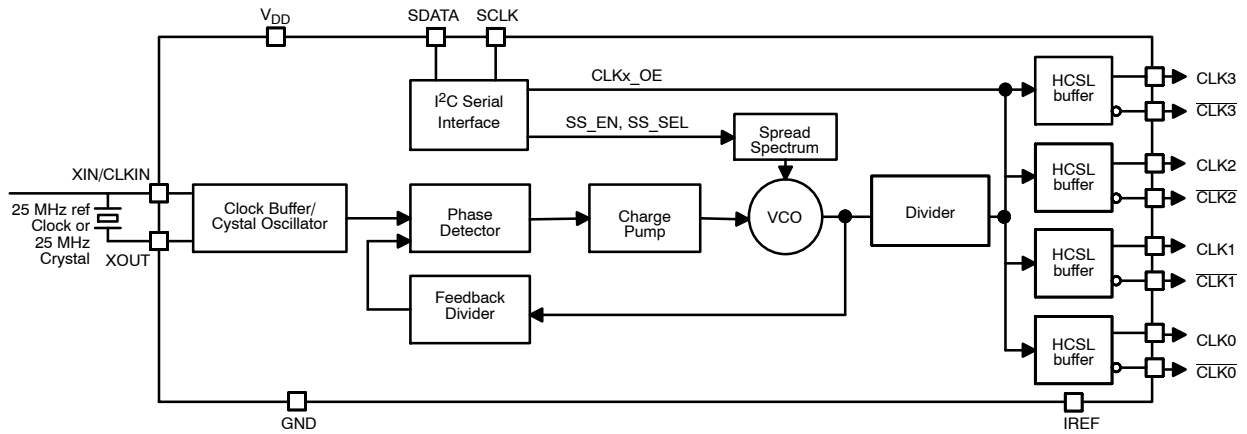 VDD
SDATA
SCLK
CLKx_OE
I2C Serial
Interface
SS_EN, SS_SEL
Spread
Spectrum
XIN/CLKIN
25 MHz ref
Clock or
25 MHz
Crystal
XOUT
Clock Buffer/
Cystal Oscillator
Phase
Detector
Charge
Pump
VCO
Divider
Feedback
Divider
HCSL
buffer
CLK3
CLK3
HCSL
buffer
CLK2
CLK2
HCSL
buffer
CLK1
CLK1
HCSL
buffer
CLK0
CLK0
GND
IREF